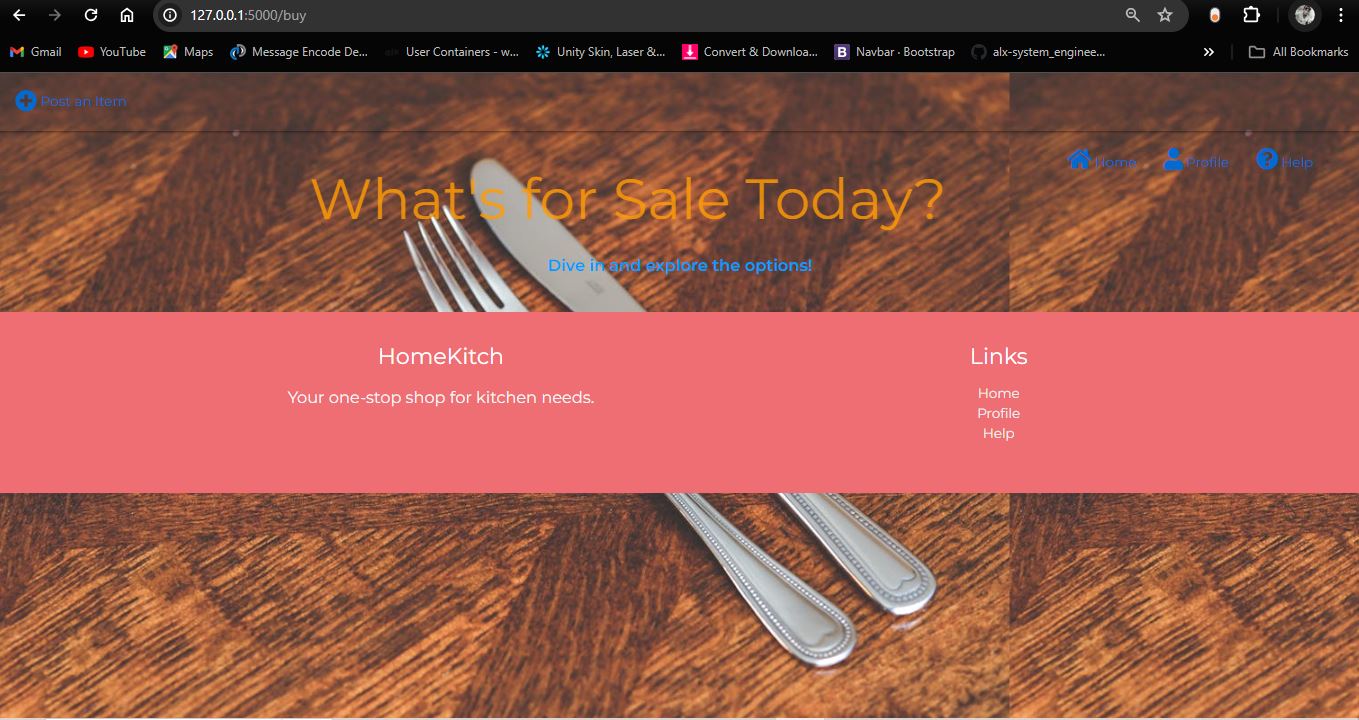 127.0.0.1:5000/buy
Gmail YouTube Maps Message Encode De... User Containers - w... Unity Skin, Laser &... Convert & Downloa... Navbar · Bootstrap alx-system_enginee... » All Bookmarks
Post an Item
Home Profile Help
What's for Sale Today?
Dive in and explore the options!
HomeKitch
Your one-stop shop for kitchen needs.
Links
Home
Profile
Help